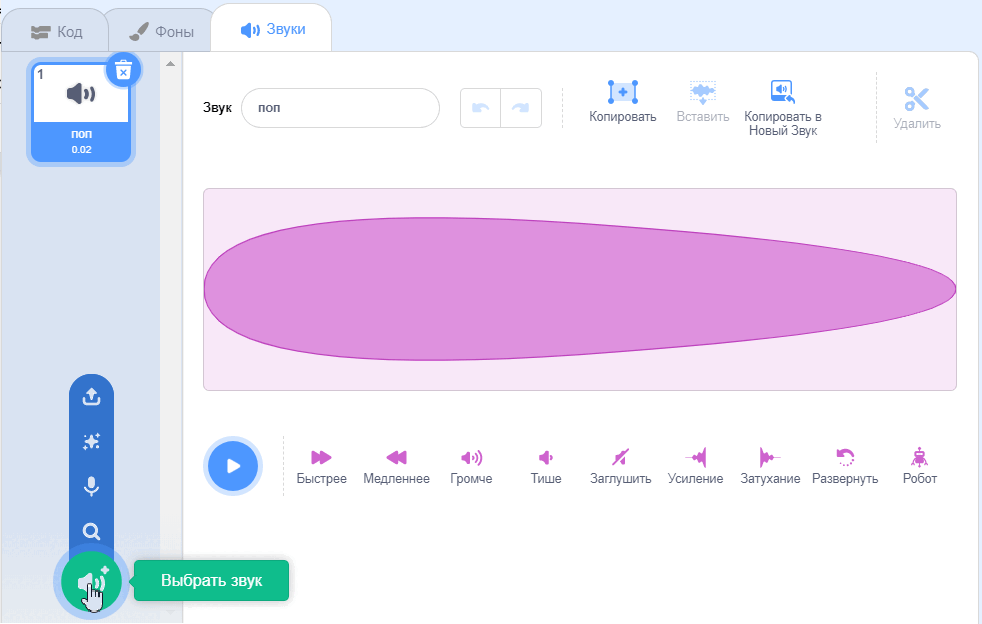 Код
Фоны
Звуки
1
поп
0.02
Звук
поп
Копировать
Вставить
Копировать в
Новый Звук
Удалить
Быстрее
Медленнее
Громче
Тише
Заглушить
Усиление
Затухание
Развернуть
Робот
Выбрать звук